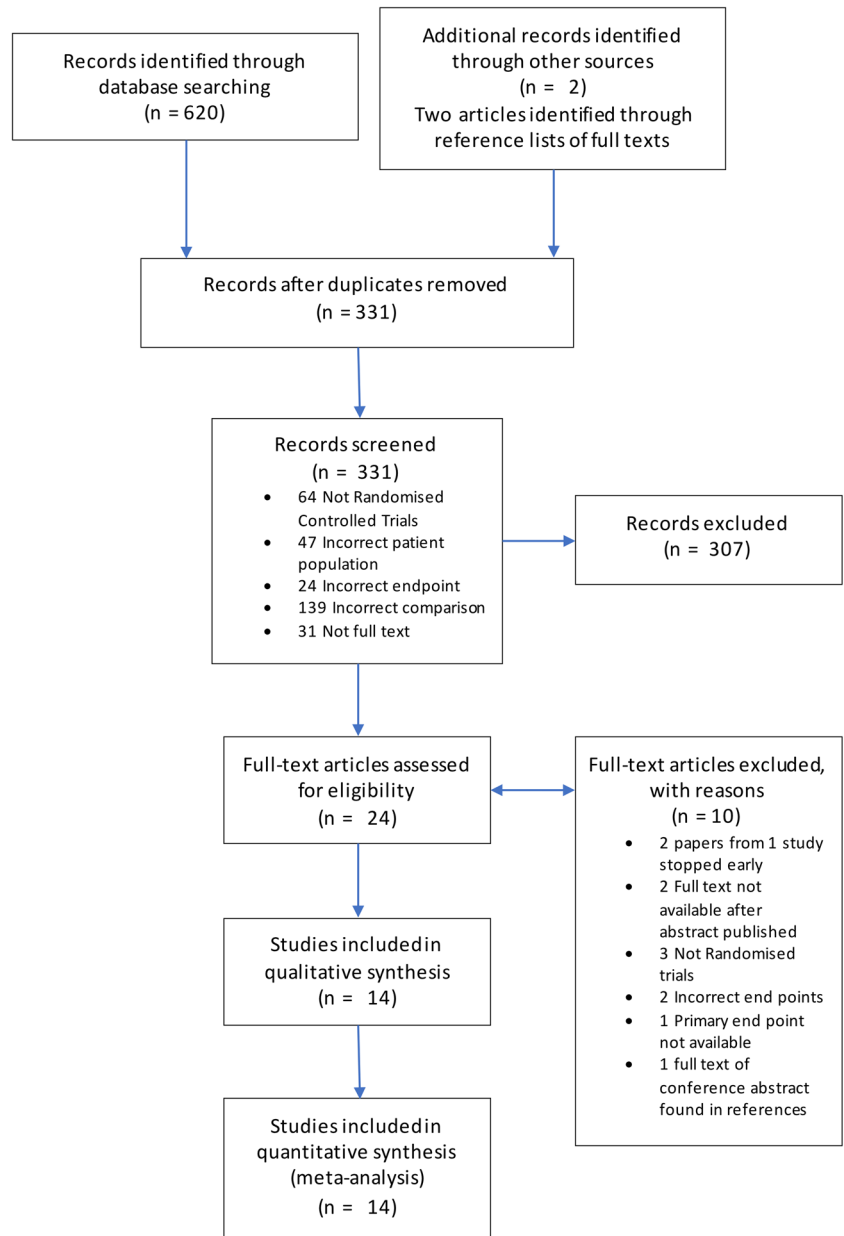 Records identified through
database searching
(n = 620)
Additional records identified
through other sources
(n = 2)
Two articles identified through
reference lists of full texts
Records after duplicates removed
(n = 331)
Records screened
(n = 331)
• 64 Not Randomised
Controlled Trials
• 47 Incorrect patient
population
• 24 Incorrect endpoint
• 139 Incorrect comparison
• 31 Not full text
Records excluded
(n = 307)
Full-text articles assessed
for eligibility
(n = 24)
Full-text articles excluded,
with reasons
(n = 10)
• 2 papers from 1 study
stopped early
• 2 Full text not
available after
abstract published
• 3 Not Randomised
trials
• 2 Incorrect end points
• 1 Primary end point
not available
• 1 full text of
conference abstract
found in references
Studies included in
qualitative synthesis
(n = 14)
Studies included in
quantitative synthesis
(meta-analysis)
(n = 14)